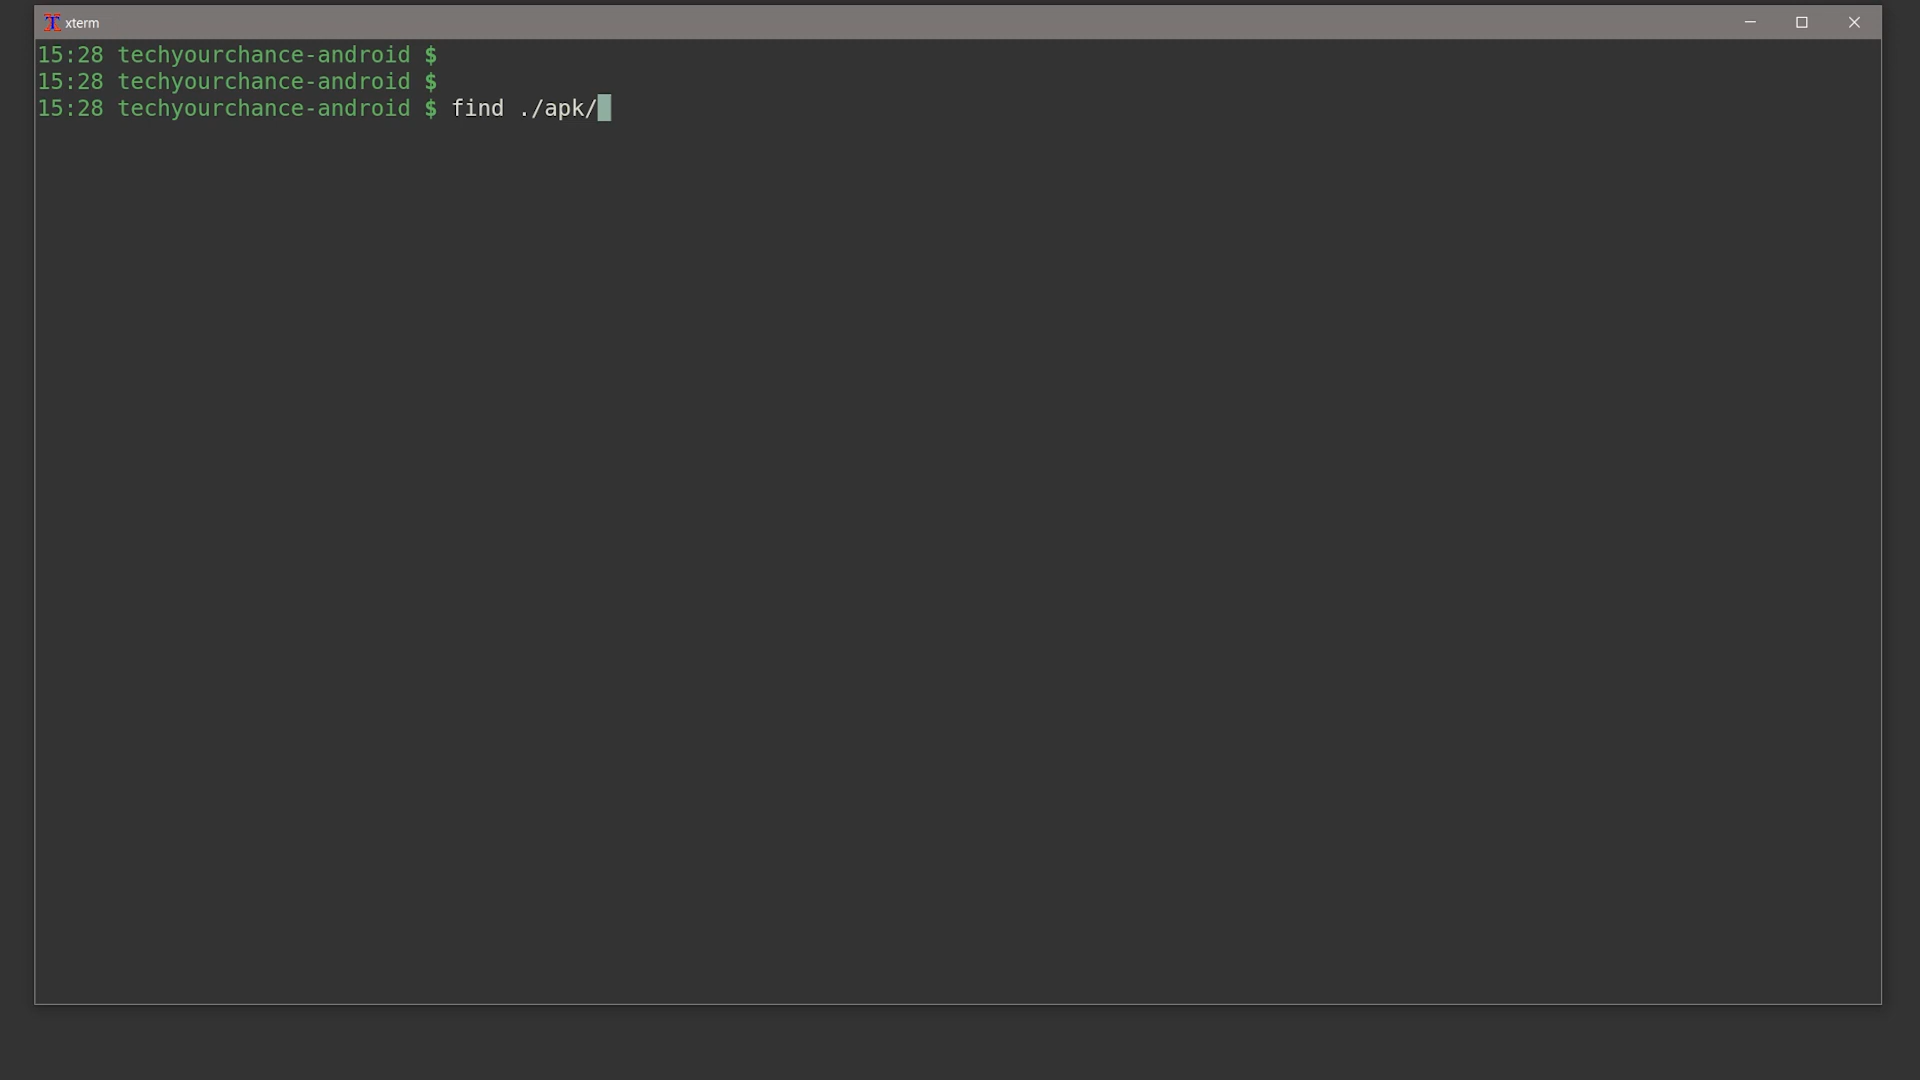 xterm
15:28 techyourchance-android $
15:28 techyourchance-android $
15:28 techyourchance-android $ find ./apk/